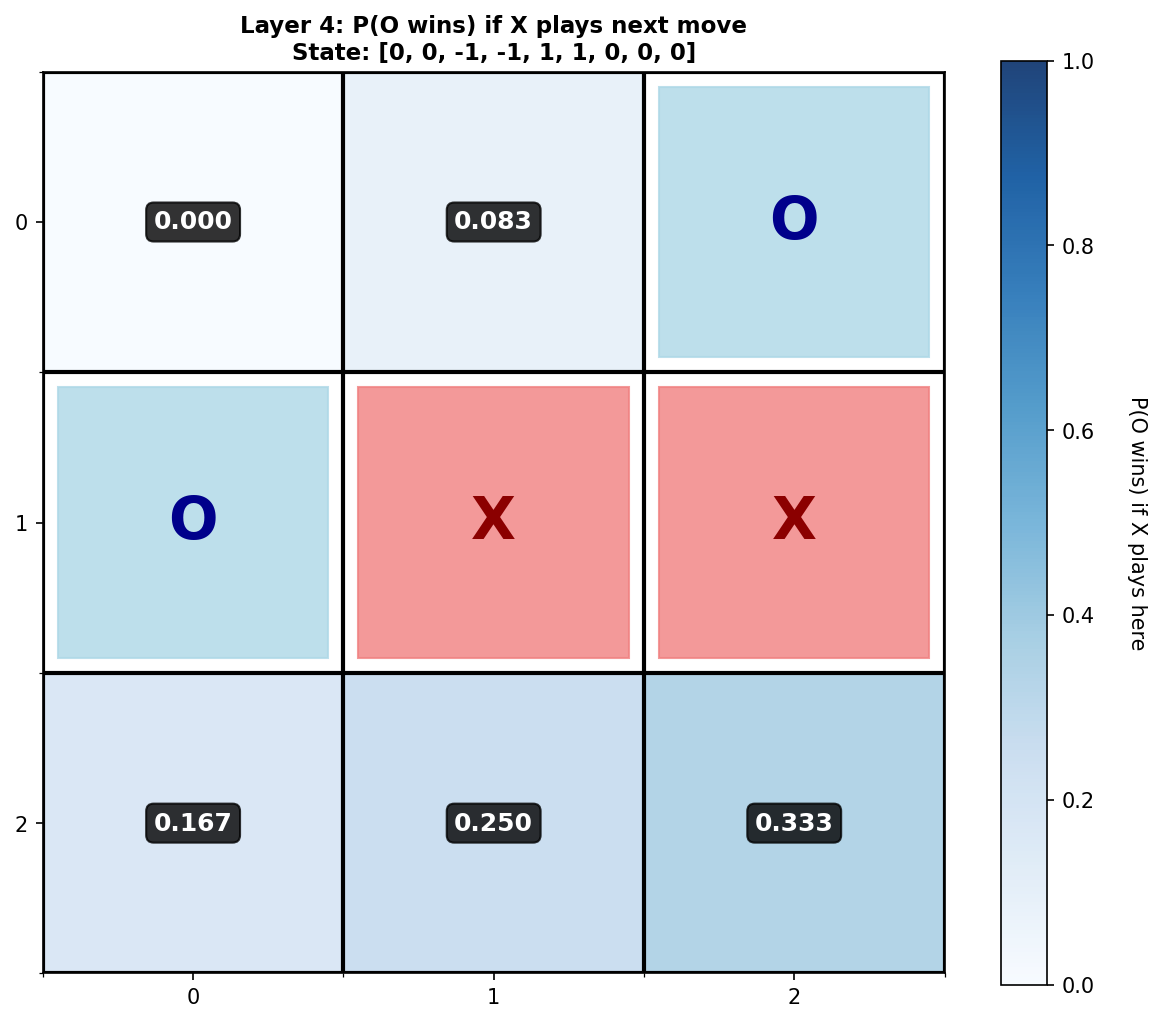 Layer 4: P(O wins) if X plays next move
State: [0, 0, -1, -1, 1, 1, 0, 0, 0]
0
0.000
0.083
O
1
O
X
X
2
0.167
0.250
0.333
0
1
2
1.0
0.8
0.6
0.4
0.2
0.0
P(O wins) if X plays here